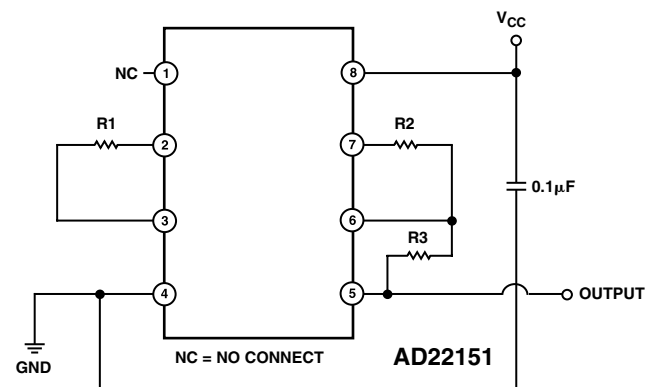 VCC
NC
1
8
R1
R2
2
7
0.1μF
3
6
R3
4
5
OUTPUT
GND
NC = NO CONNECT
AD22151